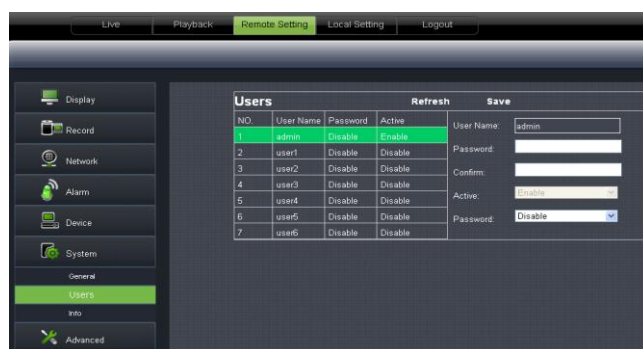 Live Playback Remote Setting Local Setting Logout
Display
Record
Network
Alarm
Device
System
General
Users
Info
Advanced
Users Refresh Save
NO. User Name Password Active
1 admin Disable Enable
2 user1 Disable Disable
3 user2 Disable Disable
4 user3 Disable Disable
5 user4 Disable Disable
6 user5 Disable Disable
7 user6 Disable Disable
User Name: admin
Password:
Confirm:
Active: Enable
Password: Disable